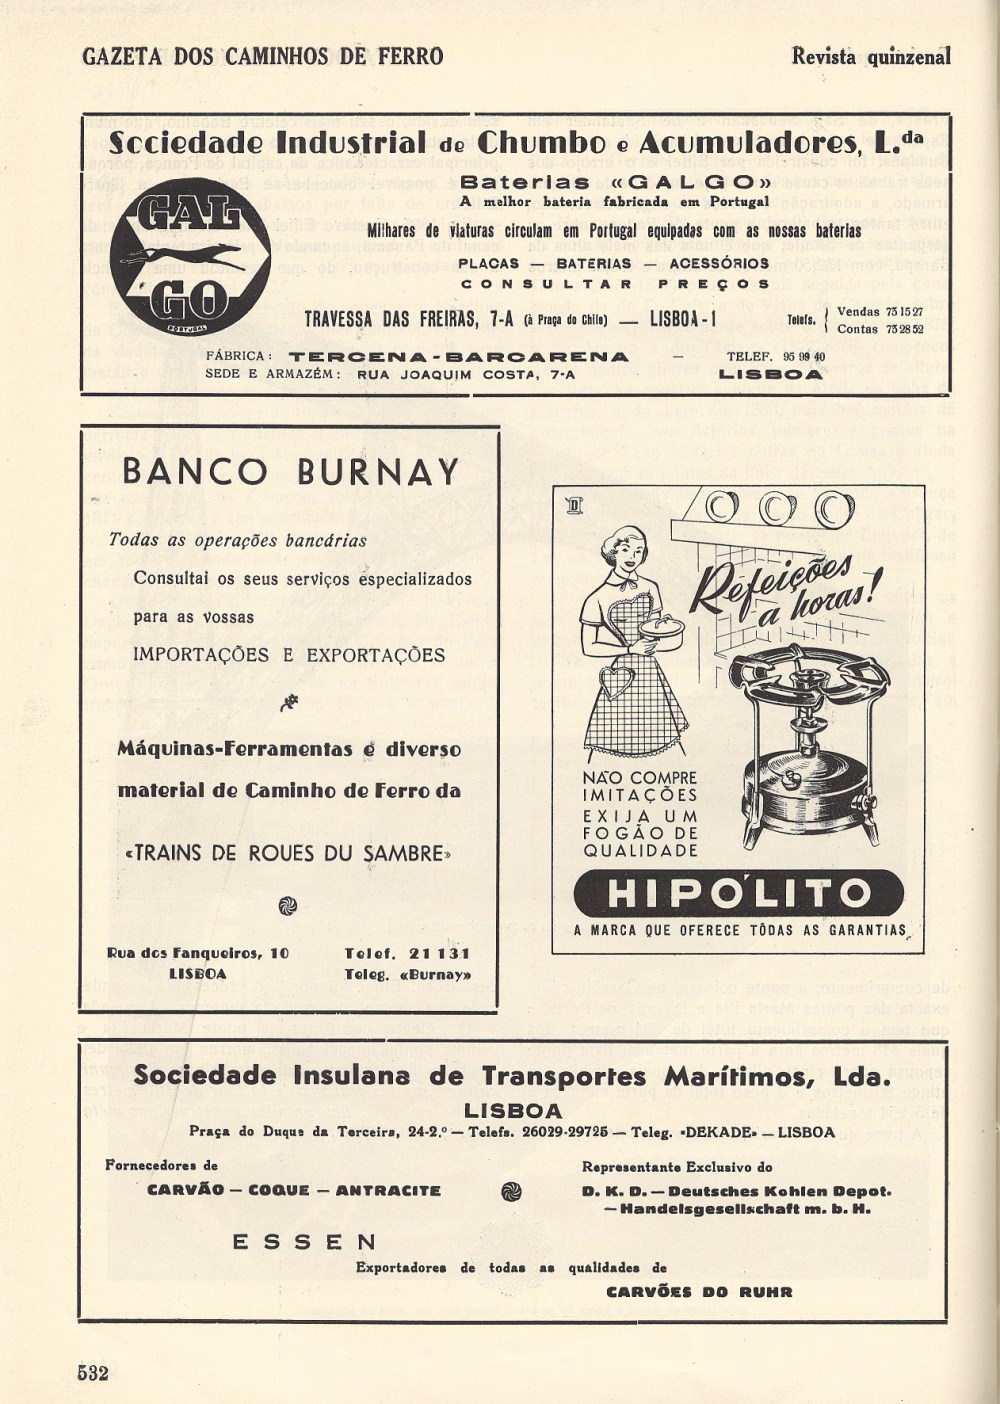 GAZETA DOS CAMINHOS DE FERRO
Revista quinzenal
Sociedade Industrial de Chumbo e Acumuladores, L.da
GAL
GO
PORTUGAL
Baterias «GALGO»
A melhor bateria fabricada em Portugal
Milhares de viaturas circulam em Portugal equipadas com as nossas baterias
PLACAS — BATERIAS — ACESSÓRIOS
CONSULTAR PREÇOS
TRAVESSA DAS FREIRAS, 7-A (à Praça do Chile) — LISBOA-1
Telefs. { Vendas 73 15 27
Contas 73 28 52
FÁBRICA: TERCENA-BARCARENA — TELEF. 95 99 40
SEDE E ARMAZÉM: RUA JOAQUIM COSTA, 7-A LISBOA
BANCO BURNAY
Todas as operações bancárias
Consultai os seus serviços especializados
para as vossas
IMPORTAÇÕES E EXPORTAÇÕES
Máquinas-Ferramentas e diverso
material de Caminho de Ferro da
«TRAINS DE ROUES DU SAMBRE»
Rua dos Fanqueiros, 10
LISBOA
Telef. 21 131
Teleg. «Burnay»
D
Refeições
a horas!
NÃO COMPRE
IMITAÇÕES
EXIJA UM
FOGÃO DE
QUALIDADE
HIPÓLITO
A MARCA QUE OFERECE TÔDAS AS GARANTIAS
Sociedade Insulana de Transportes Marítimos, Lda.
LISBOA
Praça do Duque da Terceira, 24-2.º — Telefs. 26029-29725 — Teleg. «DEKADE» — LISBOA
Fornecedores de
CARVÃO — COQUE — ANTRACITE
Representante Exclusivo do
D. K. D. — Deutsches Kohlen Depot.
— Handelsgesellschaft m. b. H.
ESSEN
Exportadores de todas as qualidades de
CARVÕES DO RUHR
532